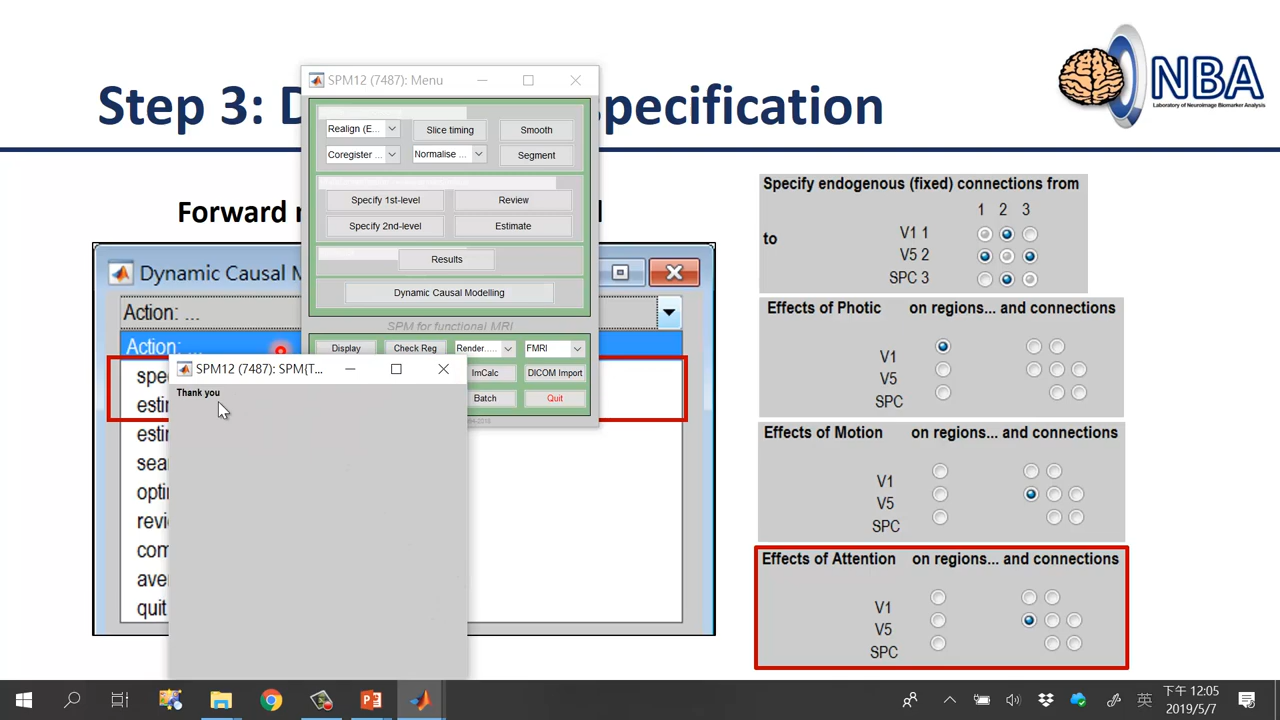 NBA
Laboratory of Neuroimage Biomarker Analysis
SPM12 (7487): Menu
Step 3: D
specification
Realign (E...
Slice timing
Smooth
Coregister ...
Normalise ...
Segment
Specify 1st-level
Review
Specify 2nd-level
Estimate
Results
Dynamic Causal Modelling
SPM for functional MRI
Display
Check Reg
Render...
FMRI
ImCalc
DICOM Import
Batch
Quit
Forward
Dynamic Causal M
Action: ...
Action: ...
spe
esti
esti
sea
opti
revi
com
ave
quit
SPM12 (7487): SPM{T...
Thank you
Specify endogenous (fixed) connections from
1 2 3
to
V1 1
V5 2
SPC 3
Effects of Photic on regions... and connections
V1
V5
SPC
Effects of Motion on regions... and connections
V1
V5
SPC
Effects of Attention on regions... and connections
V1
V5
SPC
英
下午 12:05
2019/5/7